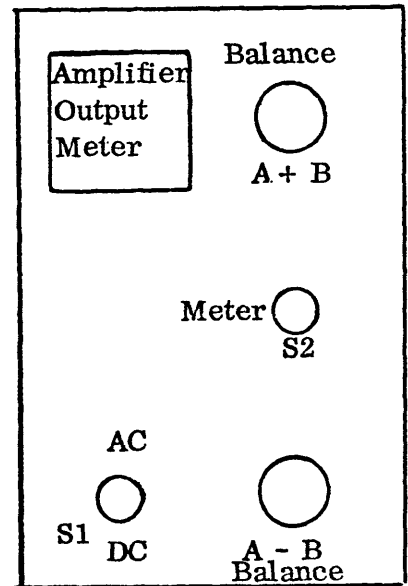 Amplifier
Output
Meter
Balance
A + B
Meter
S2
AC
S1
DC
A - B
Balance